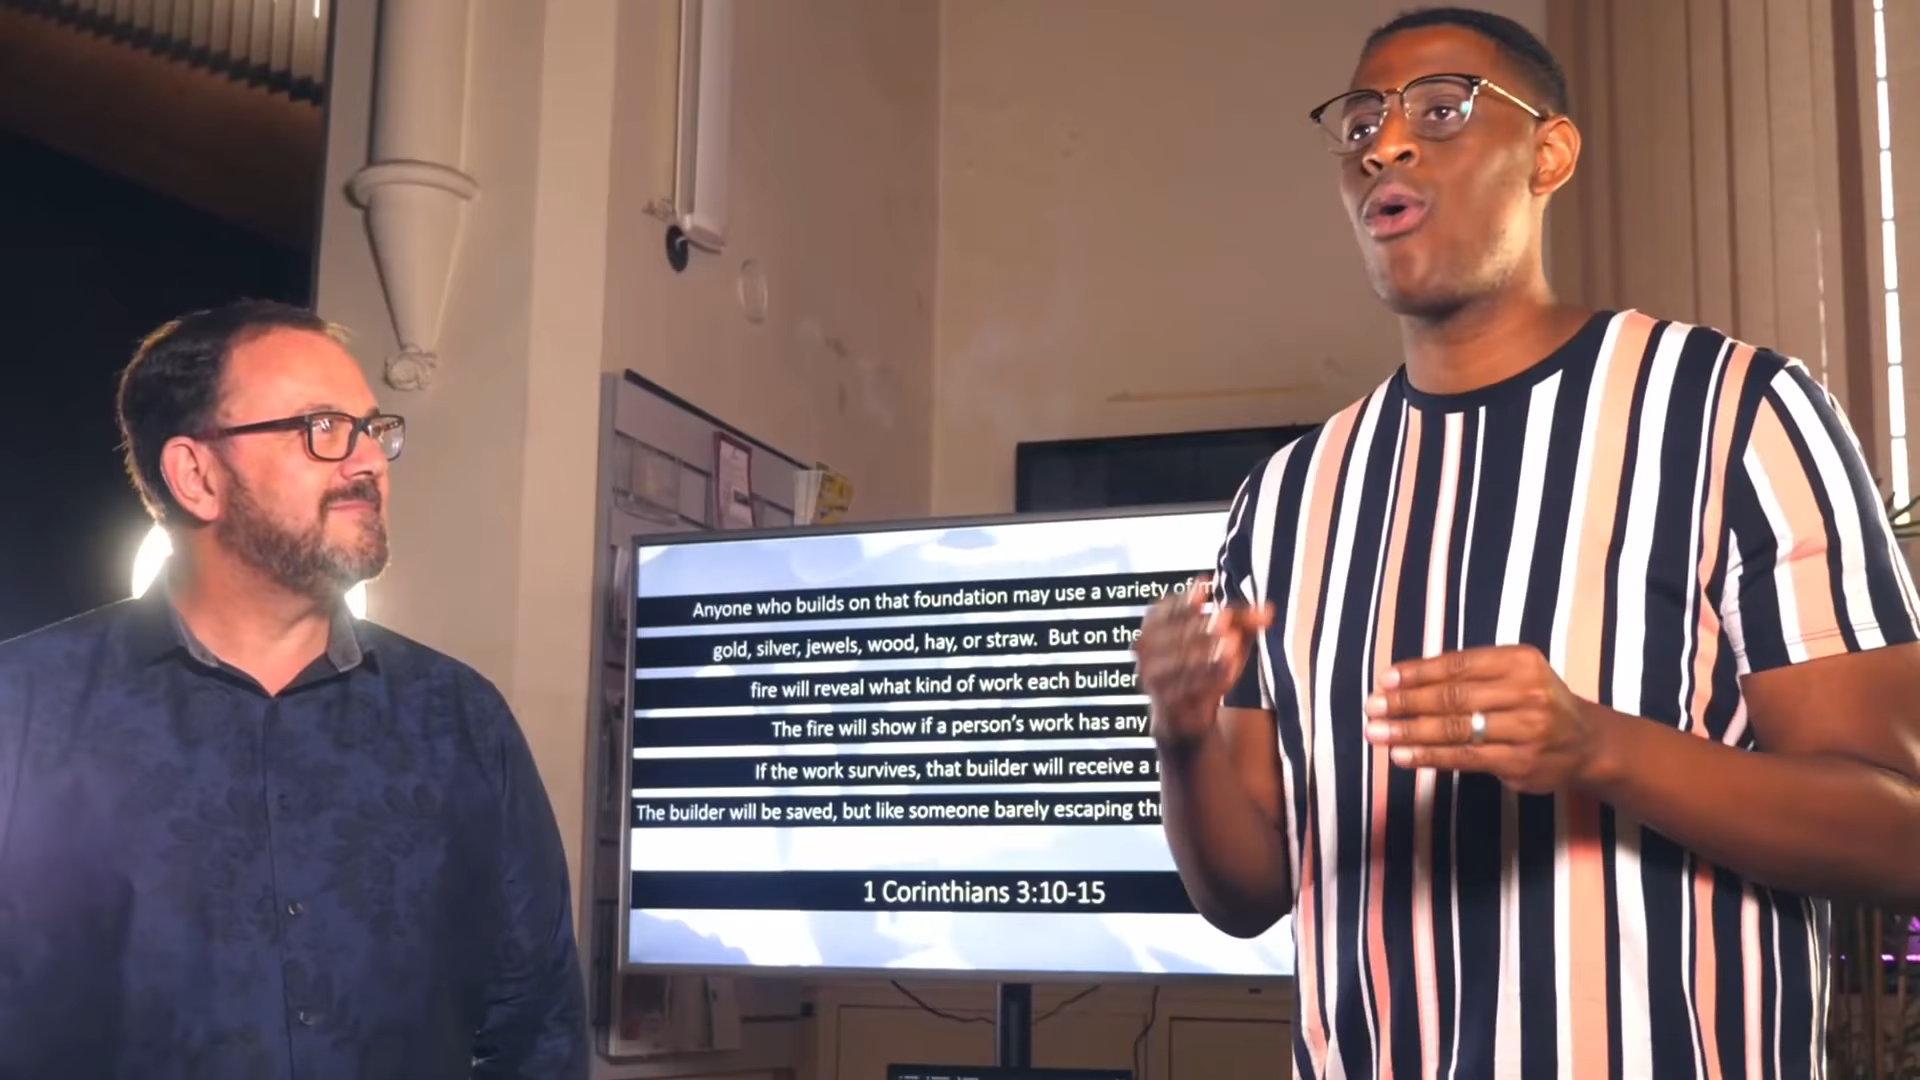 Anyone who builds on that foundation may use a variety of
gold, silver, jewels, wood, hay, or straw. But on the
fire will reveal what kind of work each builder
The fire will show if a person's work has any
If the work survives, that builder will receive a
The builder will be saved, but like someone barely escaping
1 Corinthians 3:10-15